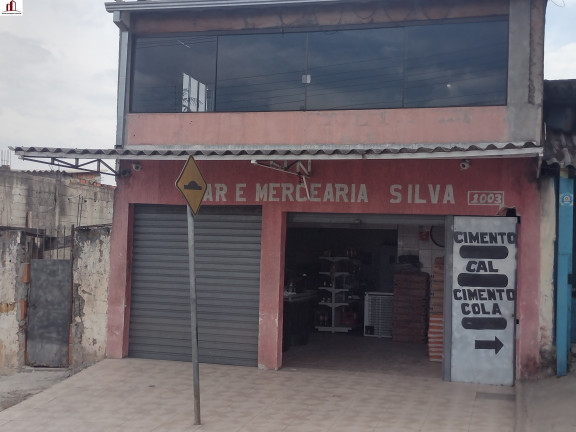 AR E MERCEARIA SILVA 1003
CIMENTO
CAL
CIMENTO
COLA